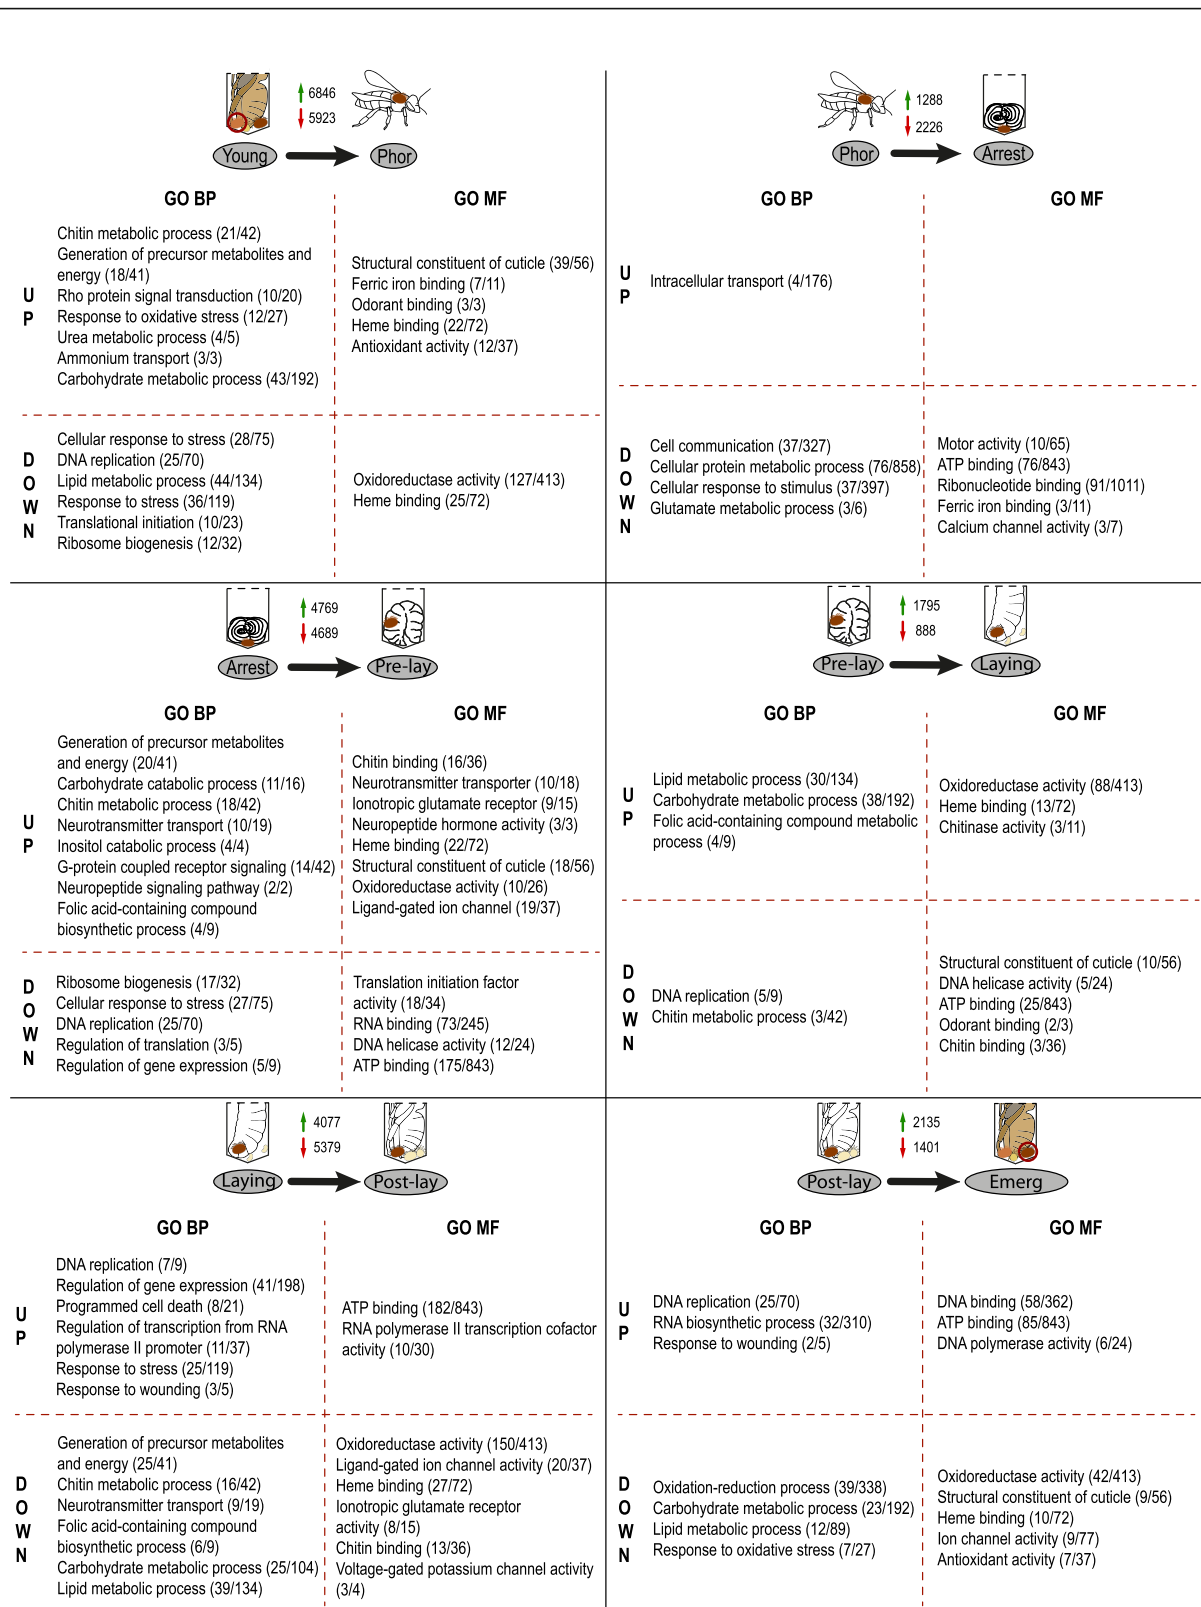 6846
5923
Young
Phor
GO BP
GO MF
UP
Chitin metabolic process (21/42)
Generation of precursor metabolites and
energy (18/41)
Rho protein signal transduction (10/20)
Response to oxidative stress (12/27)
Urea metabolic process (4/5)
Ammonium transport (3/3)
Carbohydrate metabolic process (43/192)
Structural constituent of cuticle (39/56)
Ferric iron binding (7/11)
Odorant binding (3/3)
Heme binding (22/72)
Antioxidant activity (12/37)
DOWN
Cellular response to stress (28/75)
DNA replication (25/70)
Lipid metabolic process (44/134)
Response to stress (36/119)
Translational initiation (10/23)
Ribosome biogenesis (12/32)
Oxidoreductase activity (127/413)
Heme binding (25/72)
1288
2226
Phor
Arrest
GO BP
GO MF
UP
Intracellular transport (4/176)
DOWN
Cell communication (37/327)
Cellular protein metabolic process (76/858)
Cellular response to stimulus (37/397)
Glutamate metabolic process (3/6)
Motor activity (10/65)
ATP binding (76/843)
Ribonucleotide binding (91/1011)
Ferric iron binding (3/11)
Calcium channel activity (3/7)
4769
4689
Arrest
Pre-lay
GO BP
GO MF
UP
Generation of precursor metabolites
and energy (20/41)
Carbohydrate catabolic process (11/16)
Chitin metabolic process (18/42)
Neurotransmitter transport (10/19)
Inositol catabolic process (4/4)
G-protein coupled receptor signaling (14/42)
Neuropeptide signaling pathway (2/2)
Folic acid-containing compound
biosynthetic process (4/9)
Chitin binding (16/36)
Neurotransmitter transporter (10/18)
Ionotropic glutamate receptor (9/15)
Neuropeptide hormone activity (3/3)
Heme binding (22/72)
Structural constituent of cuticle (18/56)
Oxidoreductase activity (10/26)
Ligand-gated ion channel (19/37)
DOWN
Ribosome biogenesis (17/32)
Cellular response to stress (27/75)
DNA replication (25/70)
Regulation of translation (3/5)
Regulation of gene expression (5/9)
Translation initiation factor
activity (18/34)
RNA binding (73/245)
DNA helicase activity (12/24)
ATP binding (175/843)
1795
888
Pre-lay
Laying
GO BP
GO MF
UP
Lipid metabolic process (30/134)
Carbohydrate metabolic process (38/192)
Folic acid-containing compound metabolic
process (4/9)
Oxidoreductase activity (88/413)
Heme binding (13/72)
Chitinase activity (3/11)
DOWN
DNA replication (5/9)
Chitin metabolic process (3/42)
Structural constituent of cuticle (10/56)
DNA helicase activity (5/24)
ATP binding (25/843)
Odorant binding (2/3)
Chitin binding (3/36)
4077
5379
Laying
Post-lay
GO BP
GO MF
UP
DNA replication (7/9)
Regulation of gene expression (41/198)
Programmed cell death (8/21)
Regulation of transcription from RNA
polymerase II promoter (11/37)
Response to stress (25/119)
Response to wounding (3/5)
ATP binding (182/843)
RNA polymerase II transcription cofactor
activity (10/30)
DOWN
Generation of precursor metabolites
and energy (25/41)
Chitin metabolic process (16/42)
Neurotransmitter transport (9/19)
Folic acid-containing compound
biosynthetic process (6/9)
Carbohydrate metabolic process (25/104)
Lipid metabolic process (39/134)
Oxidoreductase activity (150/413)
Ligand-gated ion channel activity (20/37)
Heme binding (27/72)
Ionotropic glutamate receptor
activity (8/15)
Chitin binding (13/36)
Voltage-gated potassium channel activity
(3/4)
2135
1401
Post-lay
Emerg
GO BP
GO MF
UP
DNA replication (25/70)
RNA biosynthetic process (32/310)
Response to wounding (2/5)
DNA binding (58/362)
ATP binding (85/843)
DNA polymerase activity (6/24)
DOWN
Oxidation-reduction process (39/338)
Carbohydrate metabolic process (23/192)
Lipid metabolic process (12/89)
Response to oxidative stress (7/27)
Oxidoreductase activity (42/413)
Structural constituent of cuticle (9/56)
Heme binding (10/72)
Ion channel activity (9/77)
Antioxidant activity (7/37)